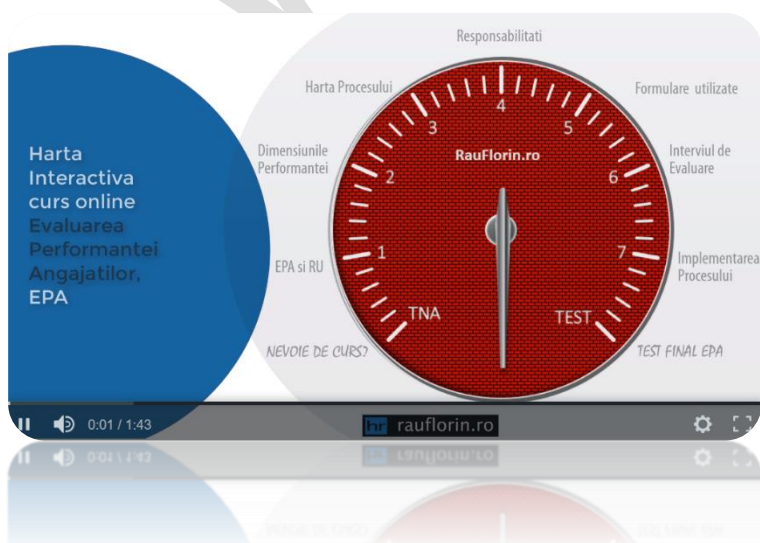 Harta
Interactiva
curs online
Evaluarea
Performantei
Angajatilor,
EPA
Responsabilitati
Harta Procesului
Formulare utilizate
Dimensiunile
Performantei
Interviul de
Evaluare
EPA si RU
Implementarea
Procesului
NEVOIE DE CURS?
TEST FINAL EPA
RauFlorin.ro
TNA
1
2
3
4
5
6
7
TEST
0:01 / 1:43
hr rauflorin.ro